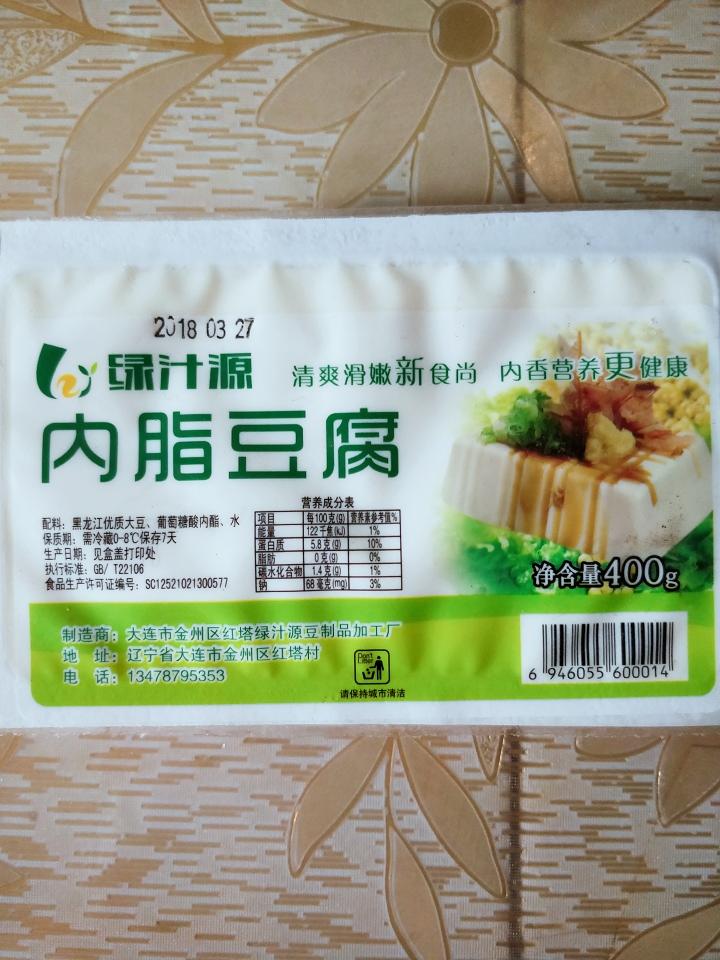 2018 03 27
绿汁源
清爽滑嫩新食尚 内香营养更健康
内脂豆腐
配料：黑龙江优质大豆、葡萄糖酸内酯、水
保质期：需冷藏0-8℃保存7天
生产日期：见盒盖打印处
执行标准：GB/ T22106
食品生产许可证编号：SC12521021300577
营养成分表
项目 每100克(g) 营养素参考值%
能量 122千焦(kJ) 1%
蛋白质 5.8克(g) 10%
脂肪 0克(g) 0%
碳水化合物 1.4克(g) 1%
钠 68毫克(mg) 3%
净含量400g
制造商：大连市金州区红塔绿汁源豆制品加工厂
地 址：辽宁省大连市金州区红塔村
电 话：13478795353
Don't Litter
请保持城市清洁
6 946055 600014